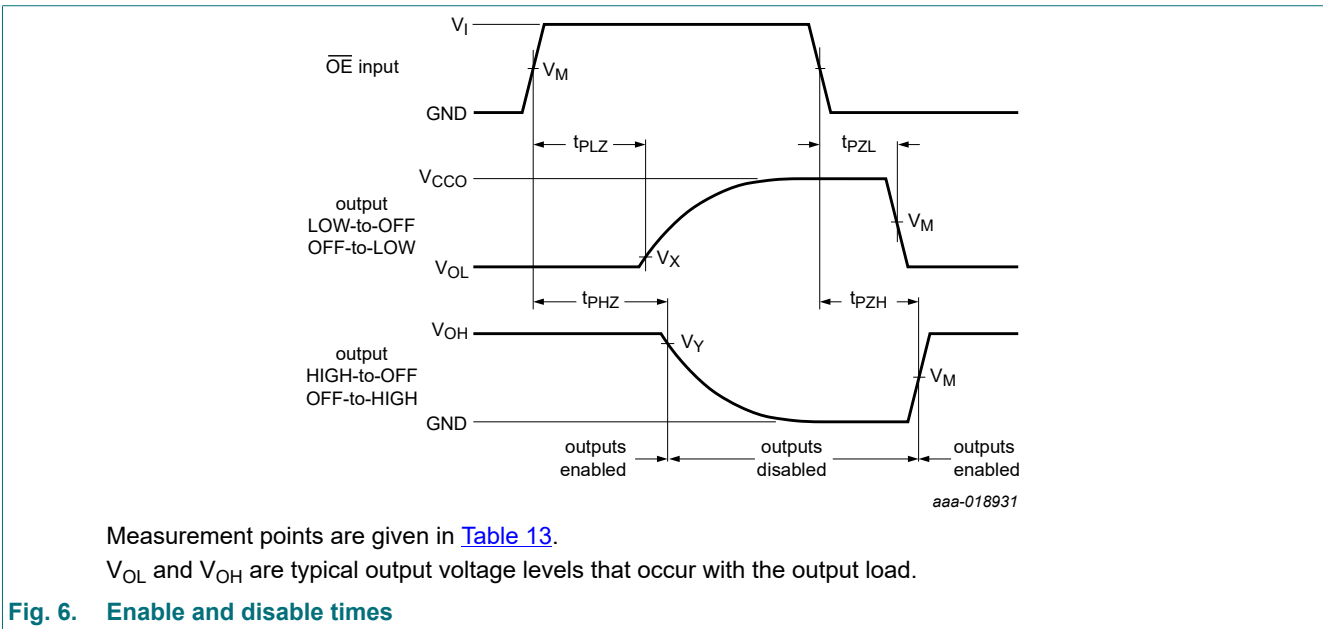 V_I
OE input
V_M
GND
t_PLZ
t_PZL
V_CCO
output
LOW-to-OFF
OFF-to-LOW
V_M
V_X
V_OL
t_PHZ
t_PZH
V_OH
V_Y
output
HIGH-to-OFF
OFF-to-HIGH
V_M
GND
outputs
enabled
outputs
disabled
outputs
enabled
aaa-018931
Measurement points are given in Table 13.
V_OL and V_OH are typical output voltage levels that occur with the output load.
Fig. 6. Enable and disable times